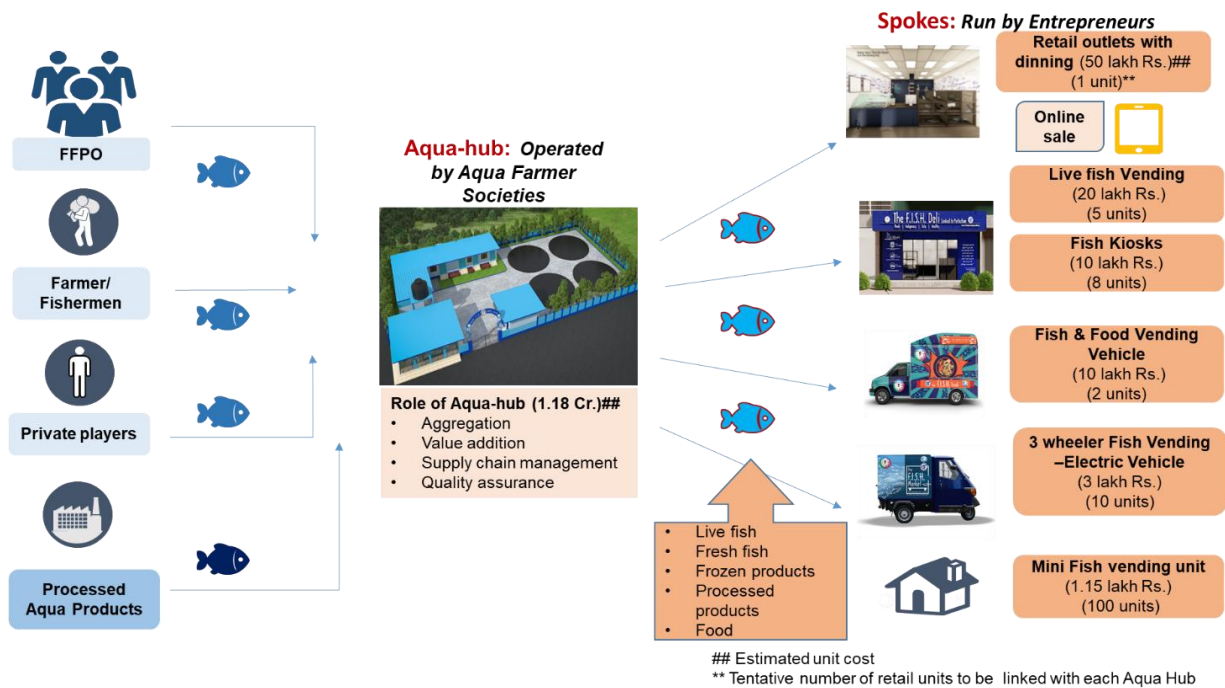 FFPO
Farmer/
Fishermen
Private players
Processed
Aqua Products
Aqua-hub: Operated
by Aqua Farmer
Societies
Role of Aqua-hub (1.18 Cr.)##
• Aggregation
• Value addition
• Supply chain management
• Quality assurance
• Live fish
• Fresh fish
• Frozen products
• Processed
products
• Food
Spokes: Run by Entrepreneurs
Retail outlets with
dinning (50 lakh Rs.)##
(1 unit)**
Online
sale
The F.I.S.H. Deli
Live fish Vending
(20 lakh Rs.)
(5 units)
Fish Kiosks
(10 lakh Rs.)
(8 units)
Fish & Food Vending
Vehicle
(10 lakh Rs.)
(2 units)
3 wheeler Fish Vending
–Electric Vehicle
(3 lakh Rs.)
(10 units)
Mini Fish vending unit
(1.15 lakh Rs.)
(100 units)
## Estimated unit cost
** Tentative number of retail units to be linked with each Aqua Hub